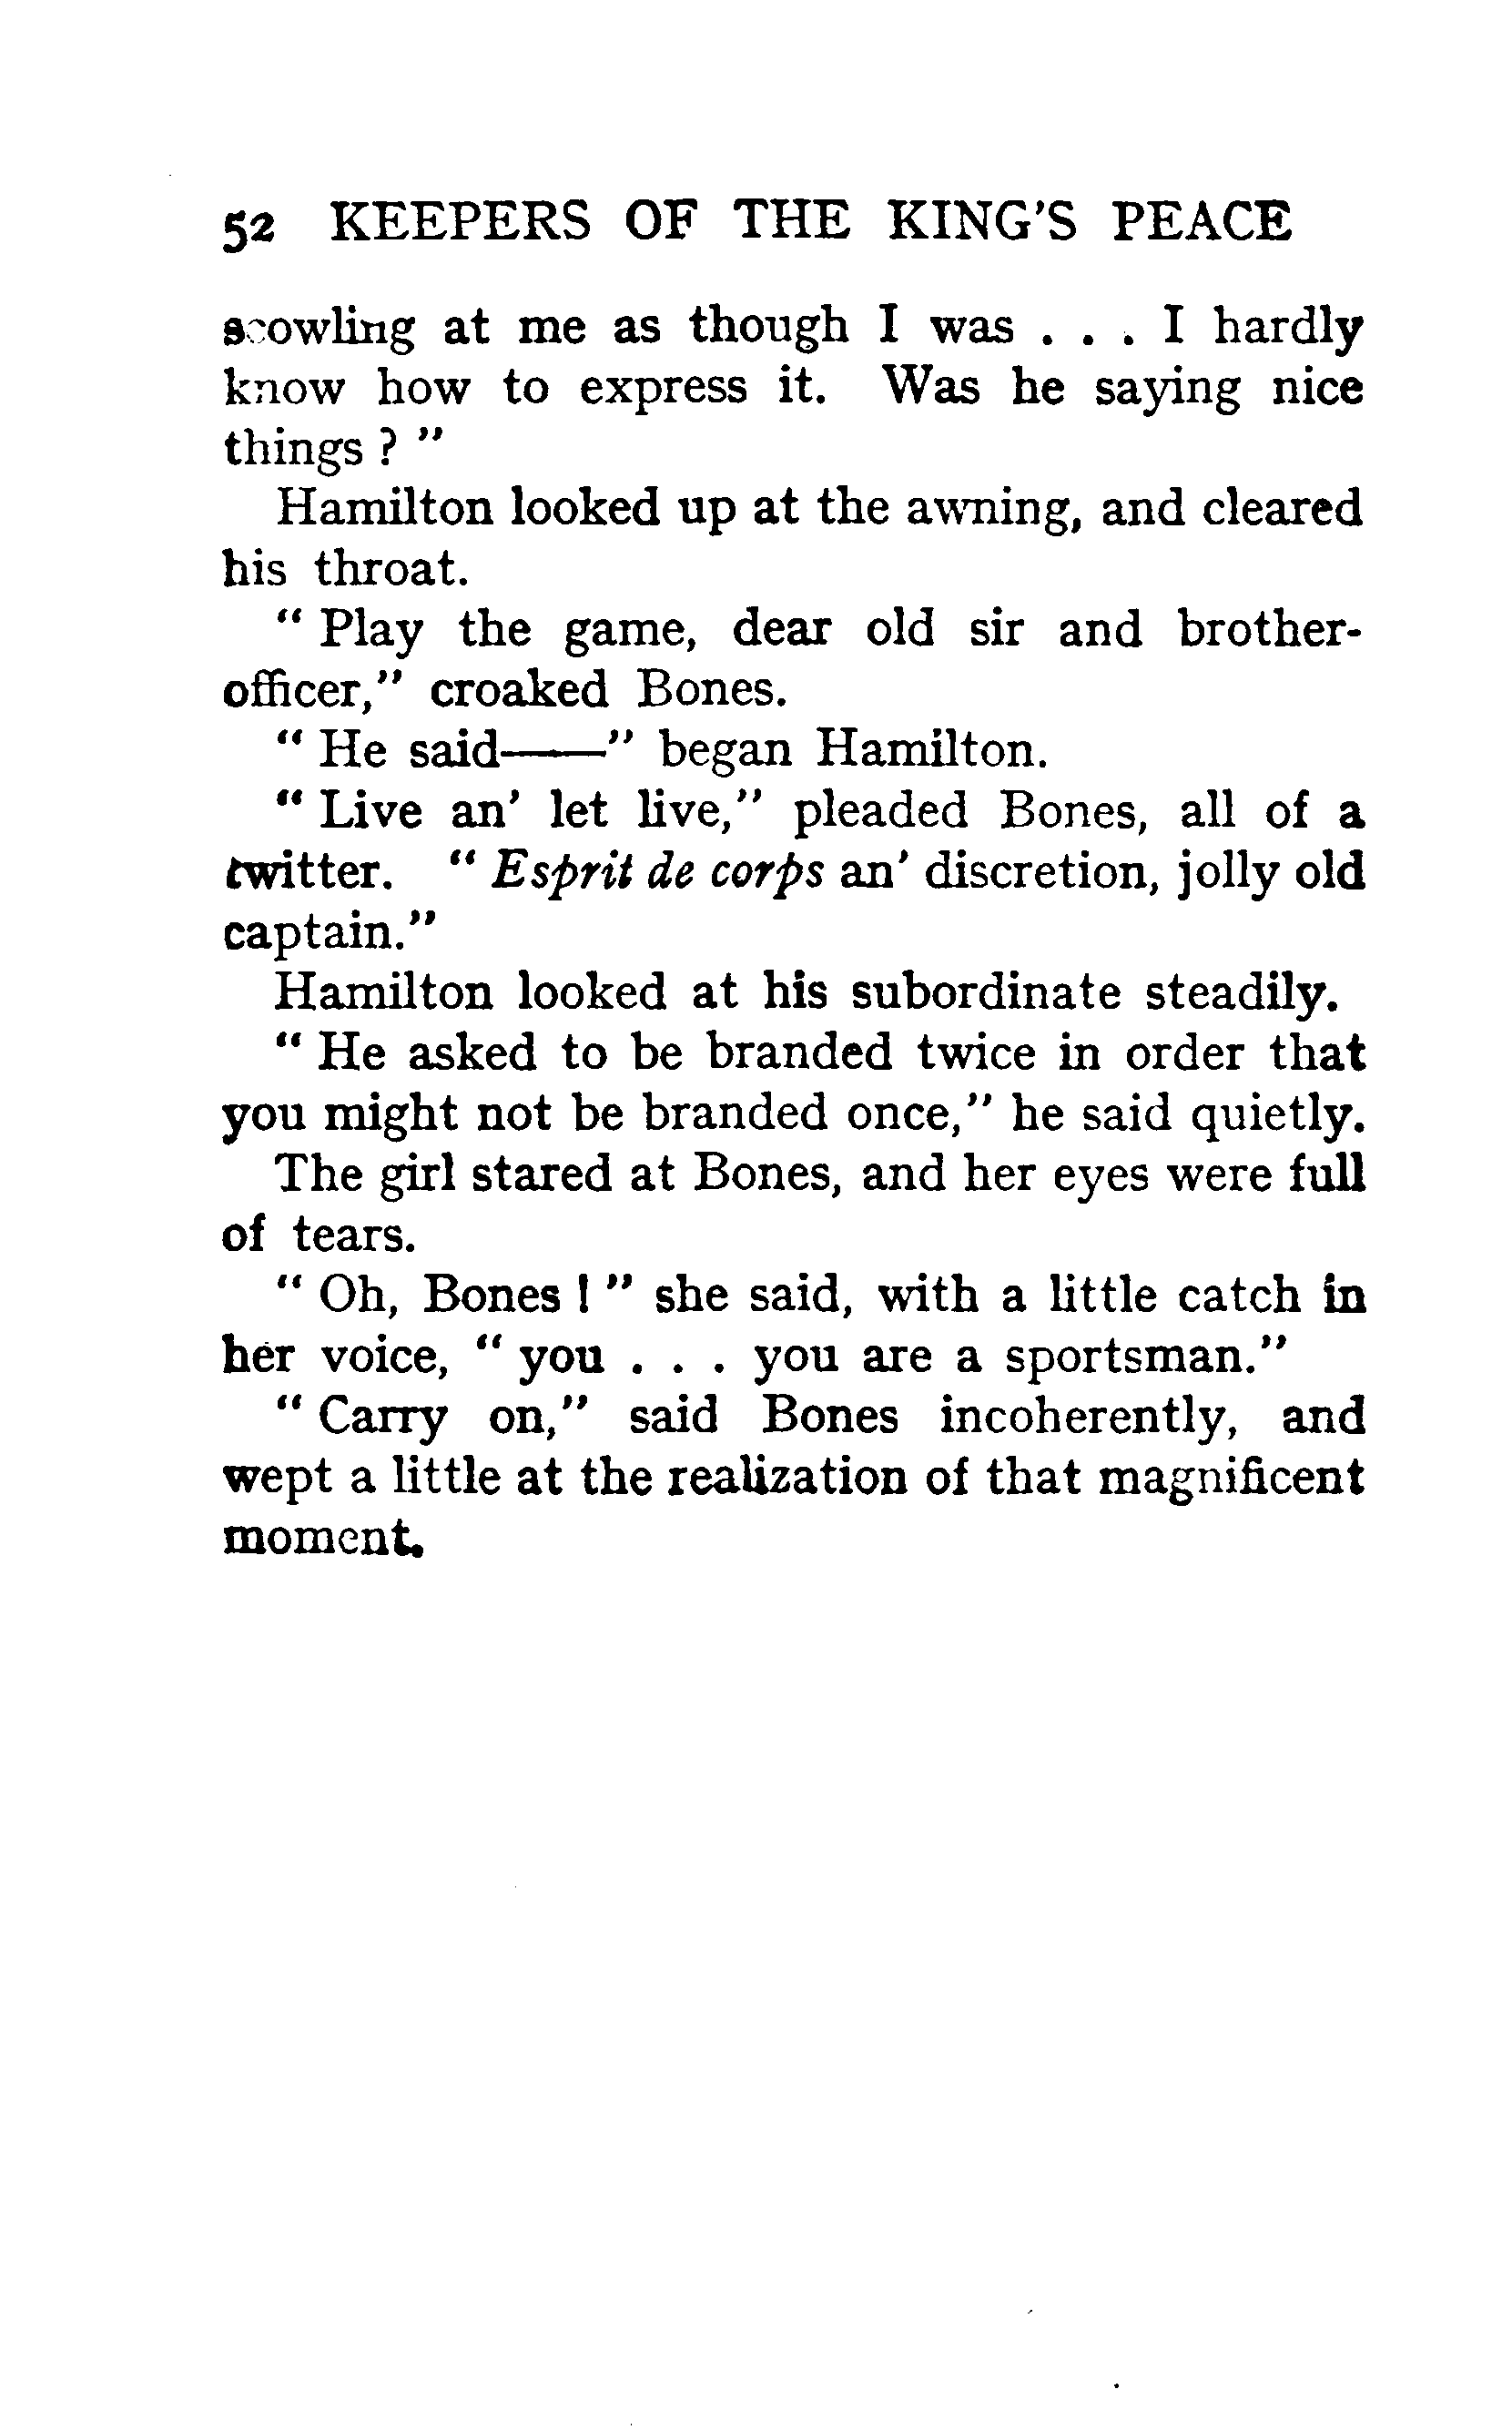 52 KEEPERS OF THE KING'S PEACE
scowling at me as though I was . . . I hardly
know how to express it. Was he saying nice
things ? "
Hamilton looked up at the awning, and cleared
his throat.
" Play the game, dear old sir and brother-
officer," croaked Bones.
" He said——" began Hamilton.
" Live an' let live," pleaded Bones, all of a
twitter. " Esprit de corps an' discretion, jolly old
captain."
Hamilton looked at his subordinate steadily.
" He asked to be branded twice in order that
you might not be branded once," he said quietly.
The girl stared at Bones, and her eyes were full
of tears.
" Oh, Bones ! " she said, with a little catch in
her voice, " you . . . you are a sportsman."
" Carry on," said Bones incoherently, and
wept a little at the realization of that magnificent
moment.